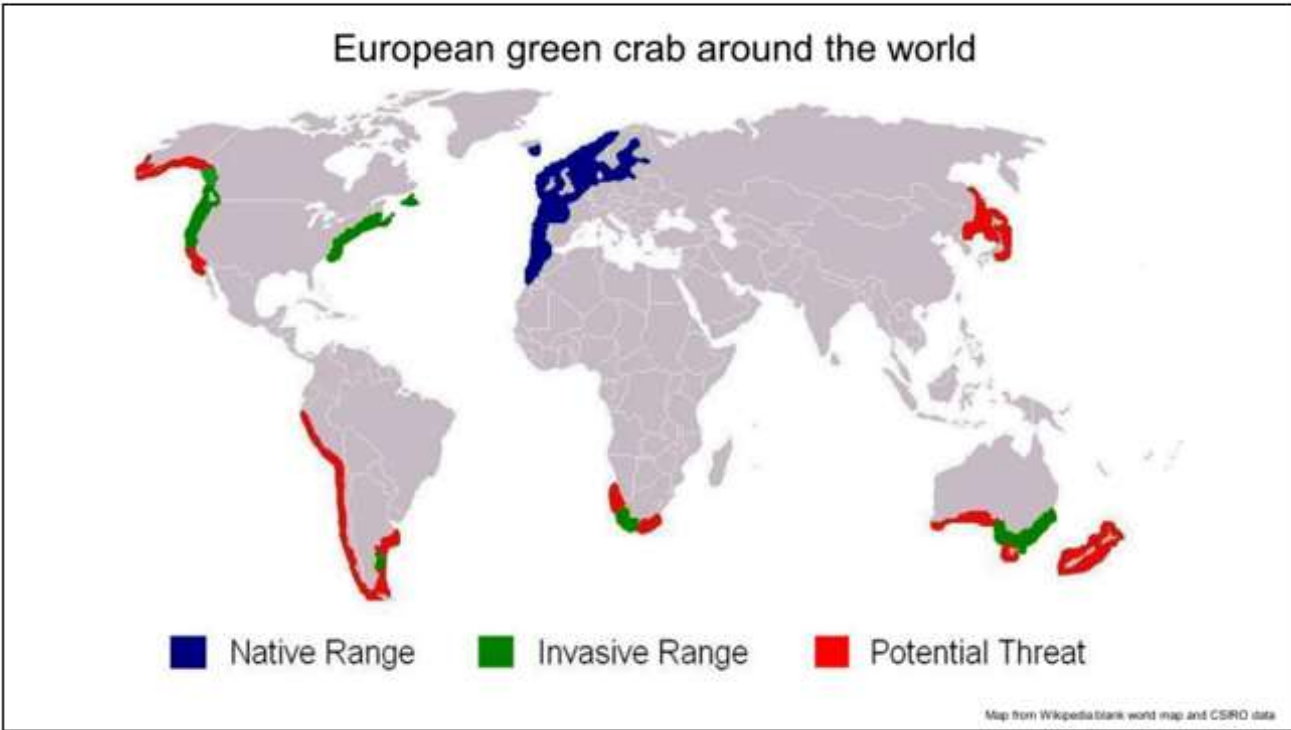 European green crab around the world
Native Range
Invasive Range
Potential Threat
Map from Wikipedia blank world map and CSIRO data